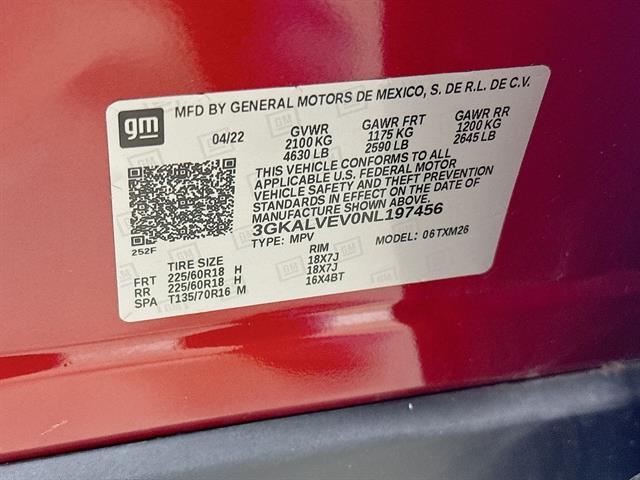 gm
MFD BY GENERAL MOTORS DE MEXICO, S. DE R.L. DE C.V.
04/22 GVWR GAWR FRT GAWR RR
2100 KG 1175 KG 1200 KG
4630 LB 2590 LB 2645 LB
THIS VEHICLE CONFORMS TO ALL
APPLICABLE U.S. FEDERAL MOTOR
VEHICLE SAFETY AND THEFT PREVENTION
STANDARDS IN EFFECT ON THE DATE
OF MANUFACTURE SHOWN ABOVE.
3GKALVEV0NL197456
252F
TYPE: MPV MODEL: 06TXM26
TIRE SIZE RIM
FRT 225/60R18 H 18X7J
RR 225/60R18 H 18X7J
SPA T135/70R16 M 16X4BT